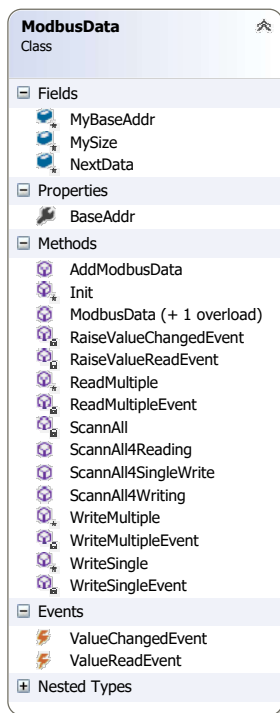 ModbusData
Class
Fields
MyBaseAddr
MySize
NextData
Properties
BaseAddr
Methods
AddModbusData
Init
ModbusData (+ 1 overload)
RaiseValueChangedEvent
RaiseValueReadEvent
ReadMultiple
ReadMultipleEvent
ScannAll
ScannAll4Reading
ScannAll4SingleWrite
ScannAll4Writing
WriteMultiple
WriteMultipleEvent
WriteSingle
WriteSingleEvent
Events
ValueChangedEvent
ValueReadEvent
Nested Types